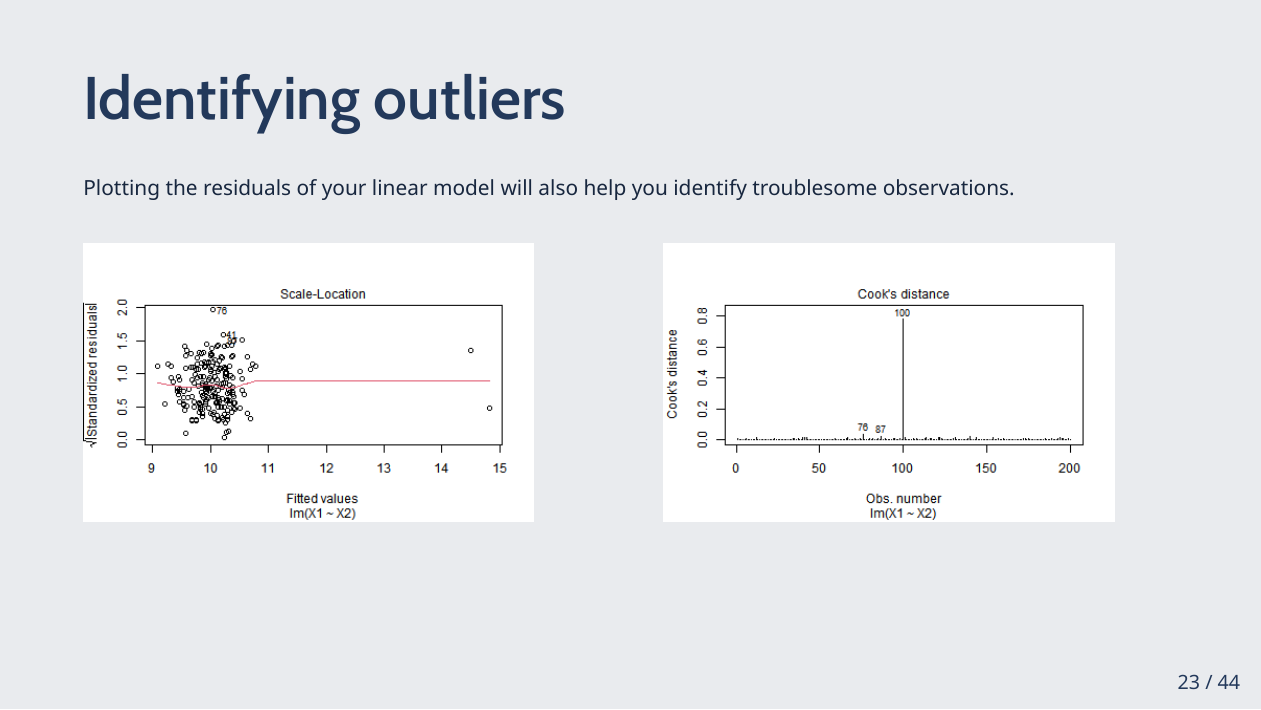 Identifying outliers
Plotting the residuals of your linear model will also help you identify troublesome observations.
Scale-Location
√|Standardized residuals|
2.0
1.5
1.0
0.5
0.0
76
41
9 10 11 12 13 14 15
Fitted values
lm(X1 ~ X2)
Cook's distance
Cook's distance
0.8
0.6
0.4
0.2
0.0
100
76 87
0 50 100 150 200
Obs. number
lm(X1 ~ X2)
23 / 44